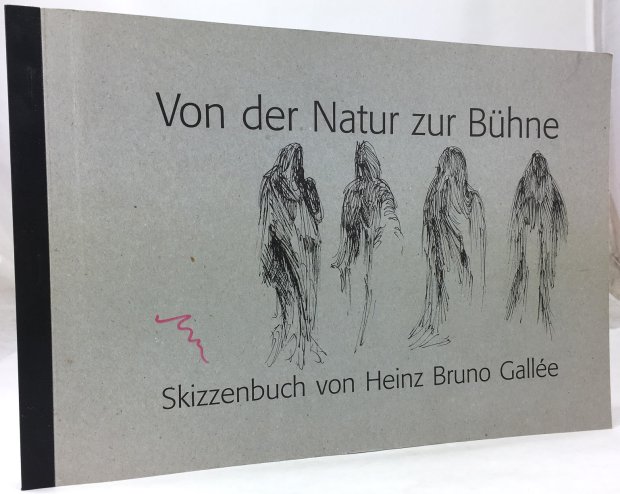 Von der Natur zur Bühne
Skizzenbuch von Heinz Bruno Gallée